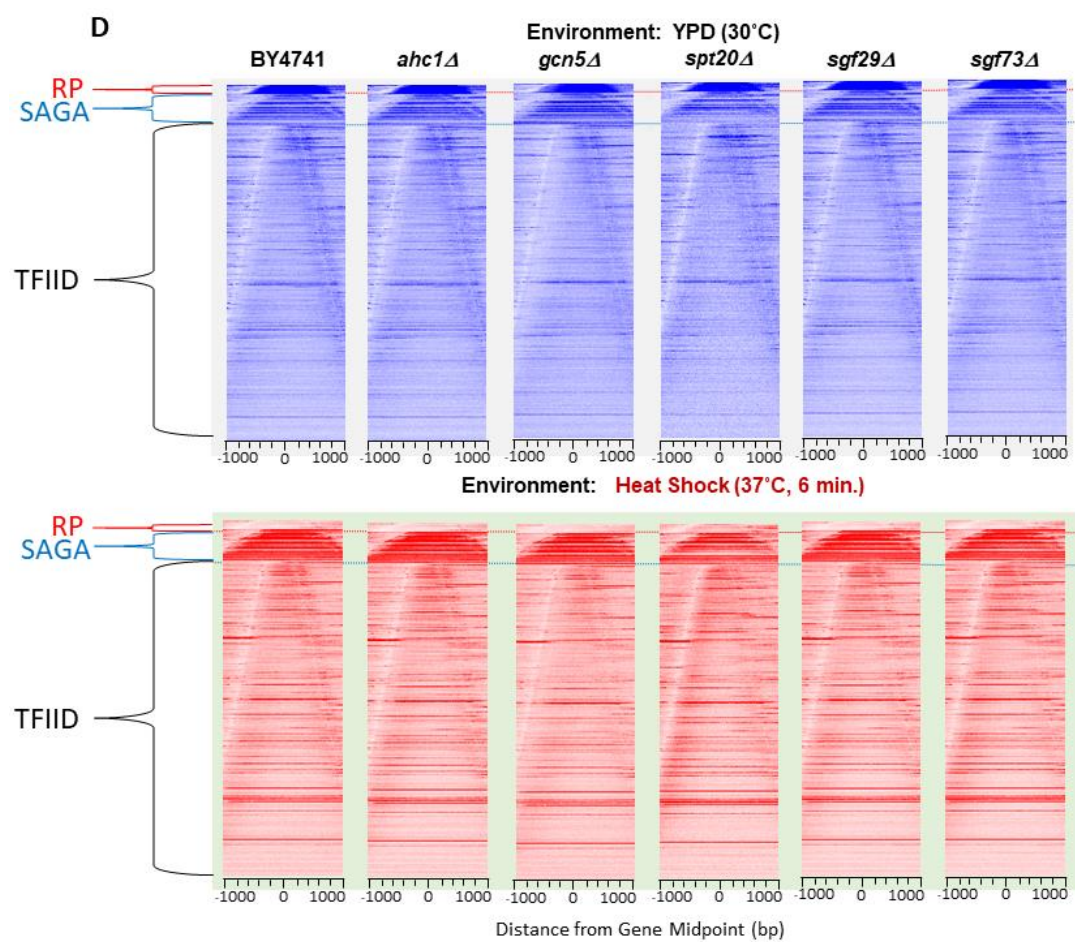 D
Environment: YPD (30°C)
BY4741 ahc1Δ gcn5Δ spt20Δ sgf29Δ sgf73Δ
RP
SAGA
TFIID
-1000 0 1000 -1000 0 1000 -1000 0 1000 -1000 0 1000 -1000 0 1000 -1000 0 1000
Environment: Heat Shock (37°C, 6 min.)
RP
SAGA
TFIID
-1000 0 1000 -1000 0 1000 -1000 0 1000 -1000 0 1000 -1000 0 1000 -1000 0 1000
Distance from Gene Midpoint (bp)